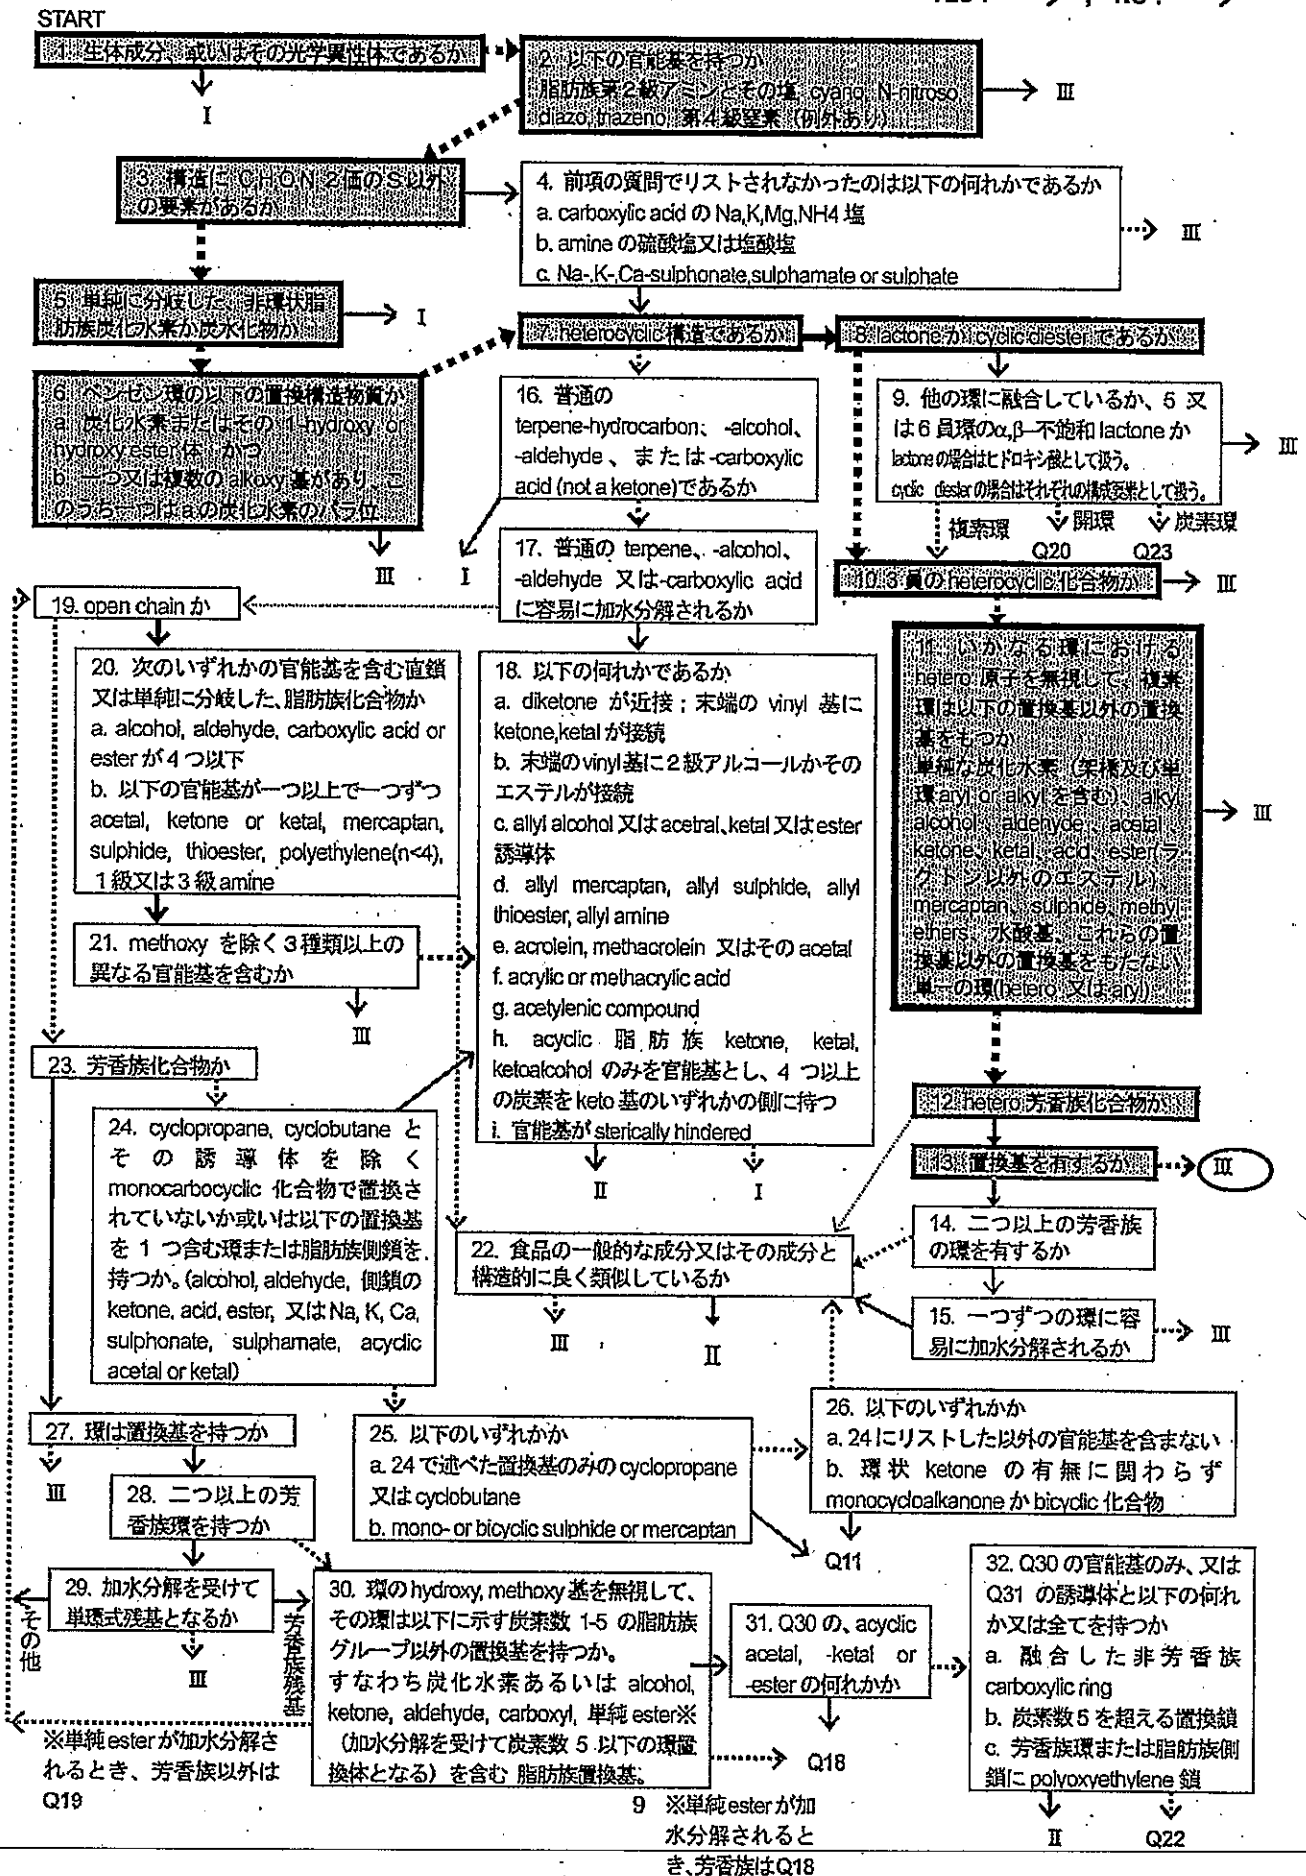 START
1. 生体成分、或いはその光学異性体であるか
I
2. 以下の官能基を持つか
脂肪族第2級アミンとその塩, cyano, N-nitroso
diazo, triazeno, 第4級窒素 (例外あり)
III
3. 構造に C,H,O,N, 2価のS以外
の要素があるか
4. 前項の質問でリストされなかったのは以下の何れかであるか
a. carboxylic acid の Na,K,Mg,NH4 塩
b. amine の硫酸塩又は塩酸塩
c. Na-,K-,Ca-sulphonate,sulphamate or sulphate
III
5. 単純に分岐した、非環状脂
肪族炭化水素か炭水化物か
I
6. ベンゼン環の以下の置換構造物質か
a. 炭化水素またはその 1-hydroxy or
hydroxy ester体 かつ
b. 一つ又は複数の alkoxy 基があり、こ
のうち一つはaの炭化水素のパラ位
III
7. heterocyclic 構造であるか
8. lactone か cyclic diester であるか
9. 他の環に融合しているか、5 又
は6 員環のα,β-不飽和 lactone か
lactone の場合はヒドロキシ酸として扱う。
cyclic diester の場合はそれぞれの構成要素として扱う。
III
複素環
開環
炭素環
Q20
Q23
10. 3 員の heterocyclic 化合物か
III
11. いかなる環における
hetero 原子を無視して、複素
環は以下の置換基以外の置換
基をもつか
単純な炭化水素 (架橋及び単
環 aryl or alkyl を含む)、alkyl
alcohol、aldehyde、acetal、
ketone、ketal、acid、ester(ラ
クトン以外のエステル)、
mercaptan、sulphide、methyl
ethers、水酸基、これらの置
換基以外の置換基をもたない
単一の環(hetero 又は aryl)
III
12. hetero 芳香族化合物か
13. 置換基を有するか
III
14. 二つ以上の芳香族
の環を有するか
15. 一つずつの環に容
易に加水分解されるか
III
16. 普通の
terpene-hydrocarbon、-alcohol、
-aldehyde、または-carboxylic
acid (not a ketone)であるか
I
17. 普通の terpene、-alcohol、
-aldehyde 又は-carboxylic acid
に容易に加水分解されるか
18. 以下の何れかであるか
a. diketone が近接;末端の vinyl 基に
ketone,ketal が接続
b. 末端のvinyl基に2級アルコールかその
エステルが接続
c. allyl alcohol 又は acetral, ketal 又は ester
誘導体
d. allyl mercaptan, allyl sulphide, allyl
thioester, allyl amine
e. acrolein, methacrolein 又はその acetal
f. acrylic or methacrylic acid
g. acetylenic compound
h. acyclic 脂肪族 ketone, ketal,
ketoalcohol のみを官能基とし、4 つ以上
の炭素を keto 基のいずれかの側に持つ
i. 官能基が sterically hindered
II
I
19. open chain か
20. 次のいずれかの官能基を含む直鎖
又は単純に分岐した、脂肪族化合物か
a. alcohol, aldehyde, carboxylic acid or
ester が 4 つ以下
b. 以下の官能基が一つ以上で一つずつ
acetal, ketone or ketal, mercaptan,
sulphide, thioester, polyethylene(n<4),
1級又は3級 amine
21. methoxy を除く3種類以上の
異なる官能基を含むか
III
22. 食品の一般的な成分又はその成分と
構造的に良く類似しているか
III
II
23. 芳香族化合物か
24. cyclopropane, cyclobutane と
その誘導体を除く
monocarbocyclic 化合物で置換さ
れていないか或いは以下の置換基
を 1 つ含む環または脂肪族側鎖を
持つか。(alcohol, aldehyde, 側鎖の
ketone, acid, ester, 又は Na, K, Ca,
sulphonate, sulphamate, acyclic
acetal or ketal)
25. 以下のいずれかか
a. 24 で述べた置換基のみの cyclopropane
又は cyclobutane
b. mono- or bicyclic sulphide or mercaptan
Q11
26. 以下のいずれかか
a. 24 にリストした以外の官能基を含まない
b. 環状 ketone の有無に関わらず
monocycloalkanone か bicyclic 化合物
27. 環は置換基を持つか
III
28. 二つ以上の芳
香族環を持つか
29. 加水分解を受けて
単環式残基となるか
その他
芳香族残基
III
30. 環の hydroxy, methoxy 基を無視して、
その環は以下に示す炭素数 1-5 の脂肪族
グループ以外の置換基を持つか。
すなわち炭化水素あるいは alcohol,
ketone, aldehyde, carboxyl, 単純 ester※
(加水分解を受けて炭素数 5 以下の環置
換体となる) を含む 脂肪族置換基。
31. Q30 の、acyclic
acetal, -ketal or
-ester の何れかか
Q18
32. Q30 の官能基のみ、又は
Q31 の誘導体と以下の何れ
か又は全てを持つか
a. 融合した非芳香族
carboxylic ring
b. 炭素数 5 を超える置換鎖
c. 芳香族環または脂肪族側
鎖に polyoxyethylene 鎖
II
Q22
※単純 ester が加水分解さ
れるとき、芳香族以外は
Q19
9
※単純 ester が加
水分解されると
き、芳香族はQ18